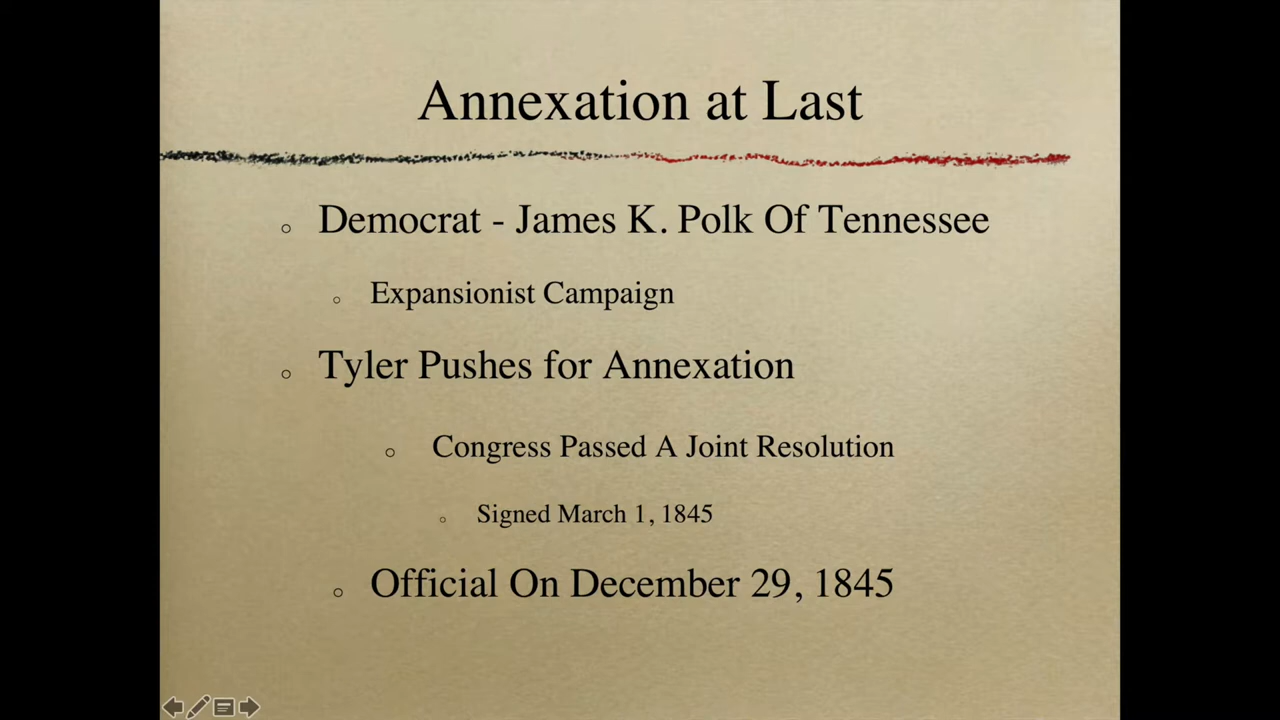 Annexation at Last
Democrat - James K. Polk Of Tennessee
Expansionist Campaign
Tyler Pushes for Annexation
Congress Passed A Joint Resolution
Signed March 1, 1845
Official On December 29, 1845